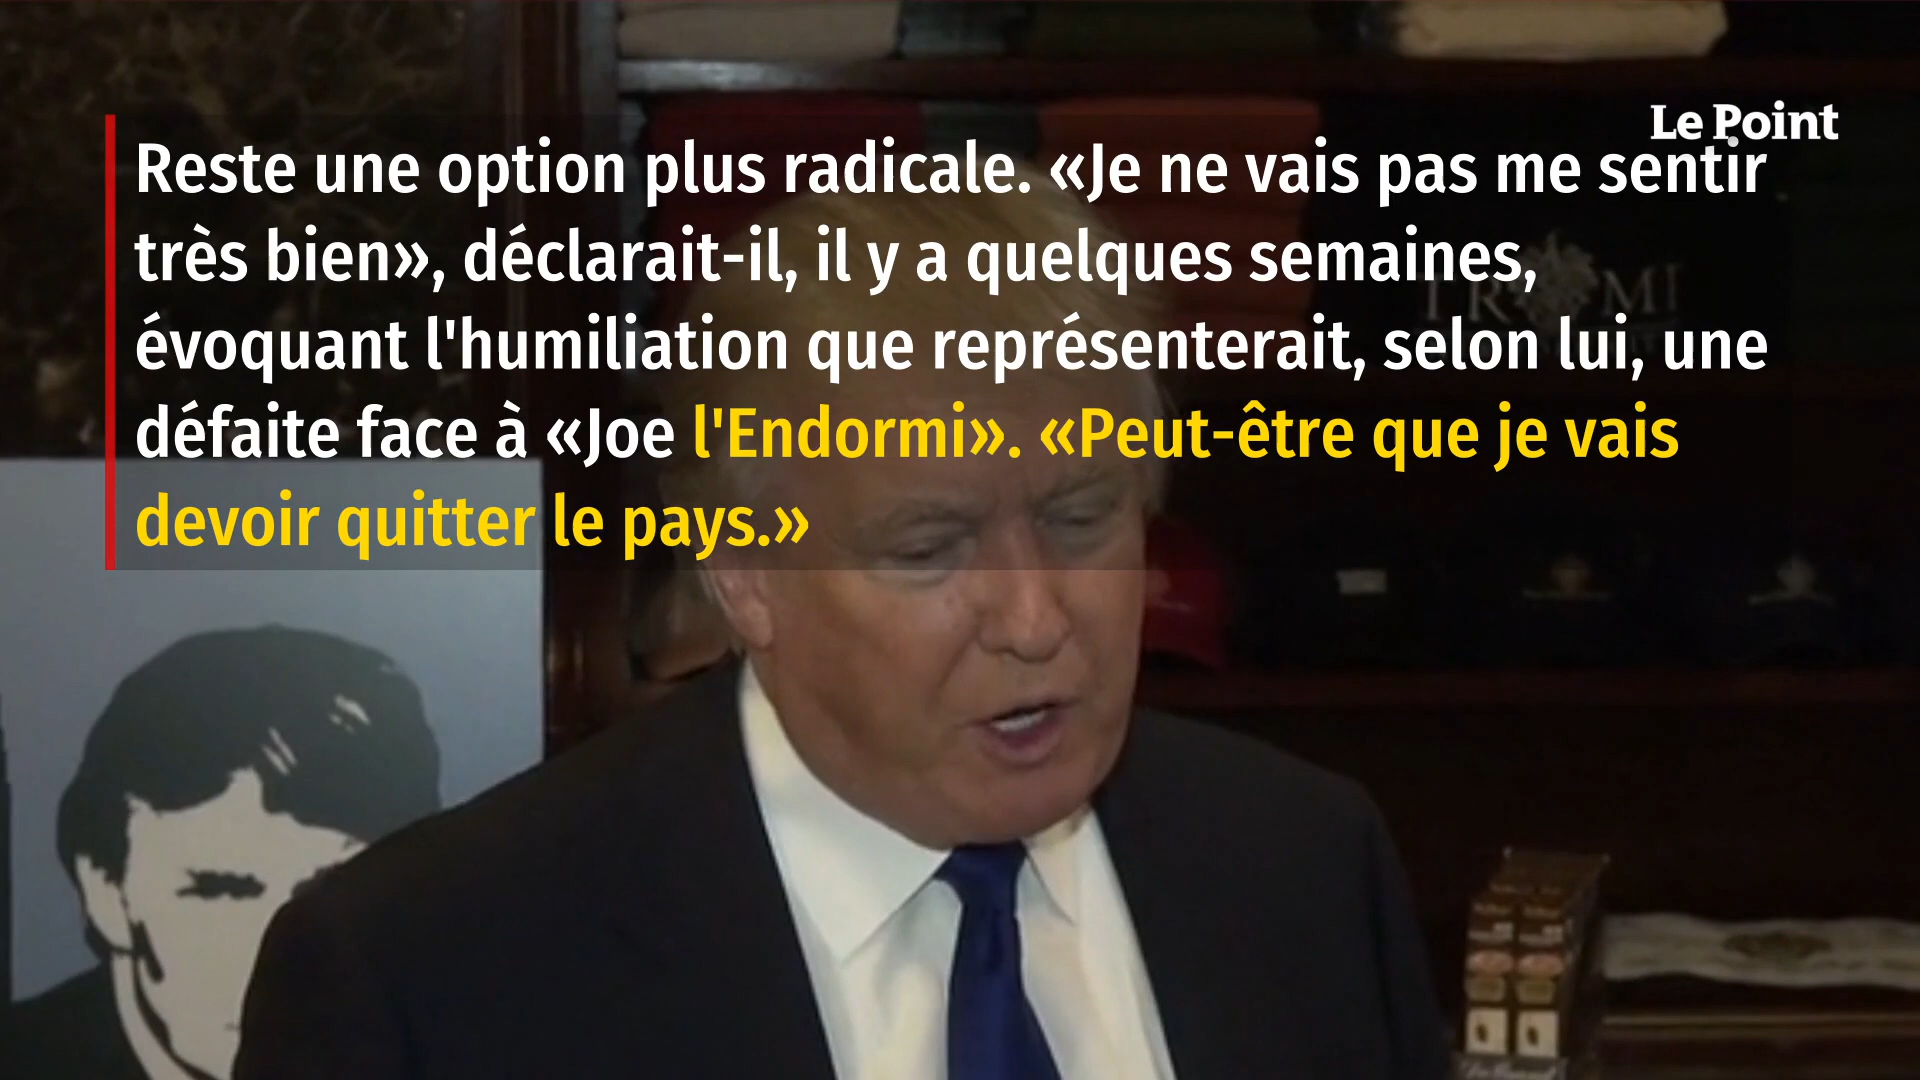 Le Point
Reste une option plus radicale. «Je ne vais pas me sentir
très bien», déclarait-il, il y a quelques semaines,
évoquant l'humiliation que représenterait, selon lui, une
défaite face à «Joe l'Endormi». «Peut-être que je vais
devoir quitter le pays.»